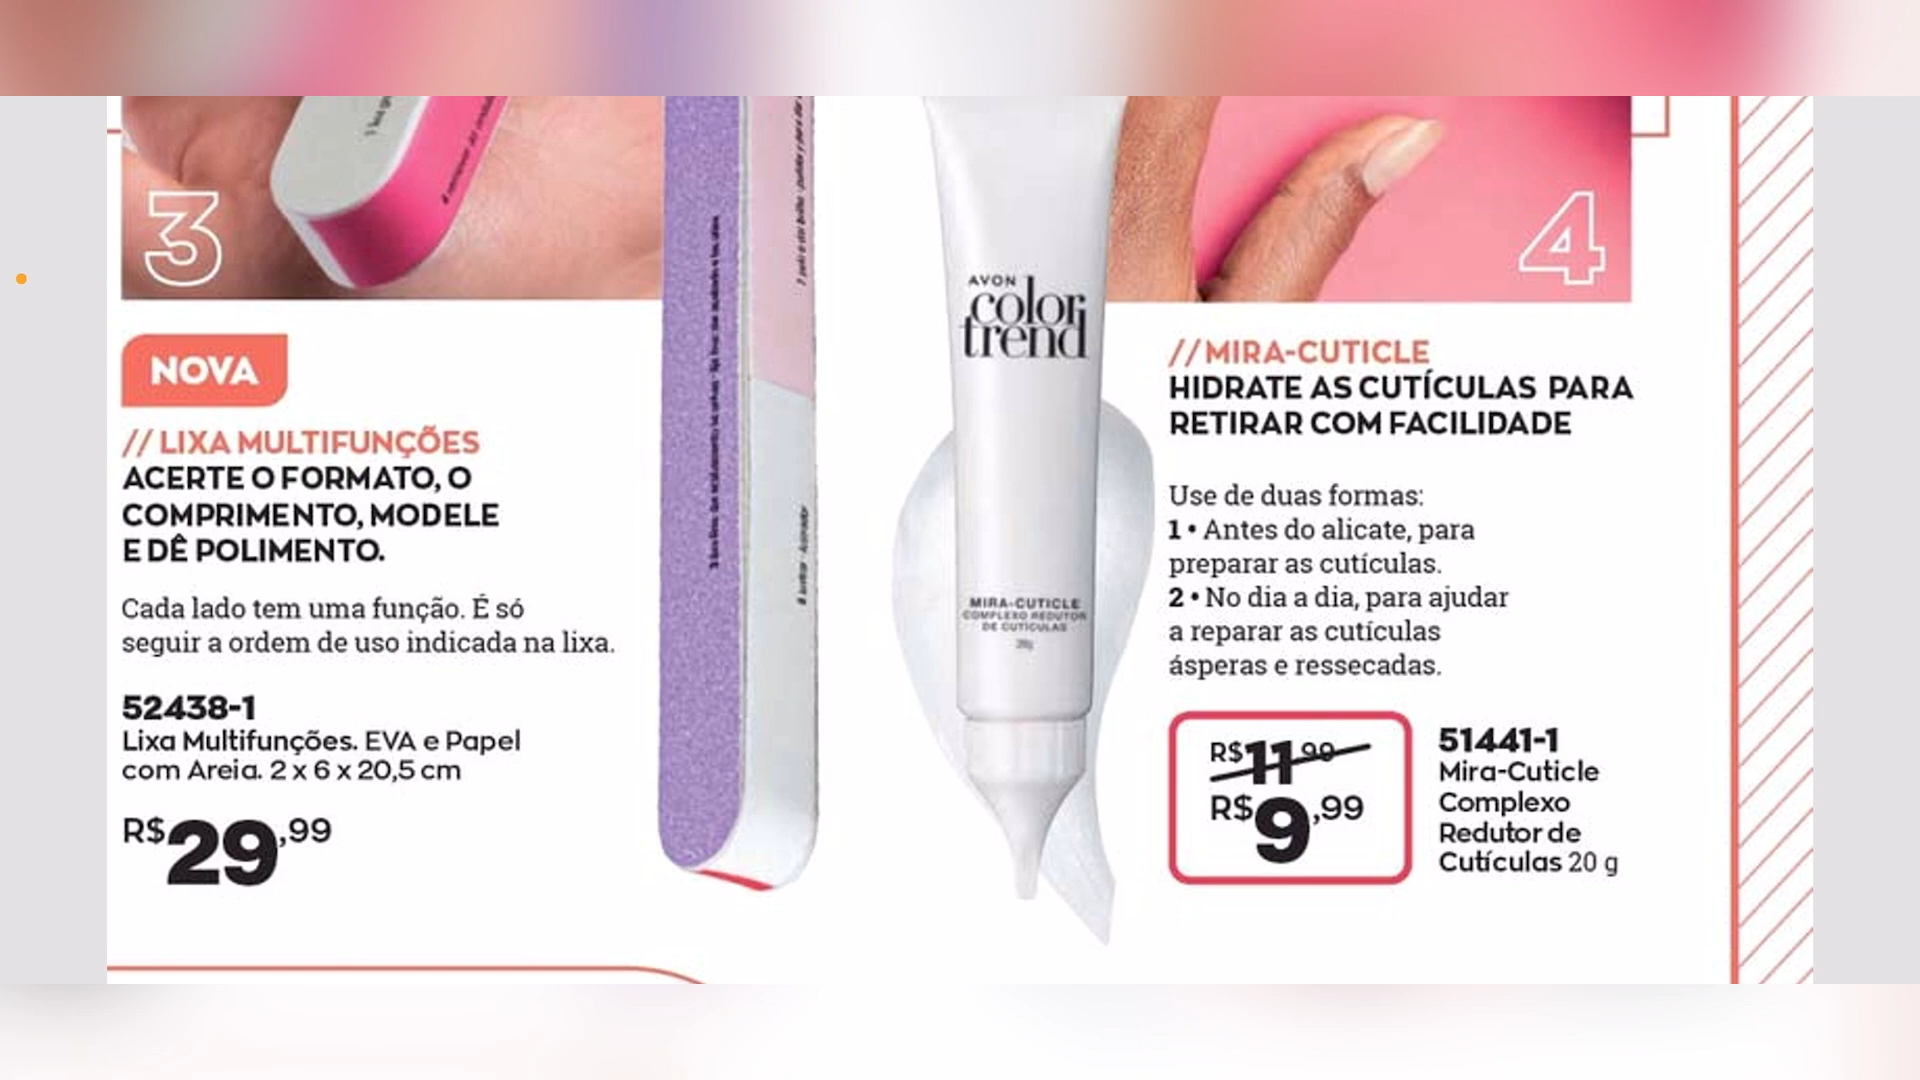 3
NOVA
// LIXA MULTIFUNÇÕES
ACERTE O FORMATO, O
COMPRIMENTO, MODELE
E DÊ POLIMENTO.
Cada lado tem uma função. É só
seguir a ordem de uso indicada na lixa.
52438-1
Lixa Multifunções. EVA e Papel
com Areia. 2 x 6 x 20,5 cm
R$29,99
AVON
color
trend
MIRA-CUTICLE
COMPLEXO REDUTOR
DE CUTÍCULAS
20g
4
// MIRA-CUTICLE
HIDRATE AS CUTÍCULAS PARA
RETIRAR COM FACILIDADE
Use de duas formas:
1 • Antes do alicate, para
preparar as cutículas.
2 • No dia a dia, para ajudar
a reparar as cutículas
ásperas e ressecadas.
R$11,99
R$9,99
51441-1
Mira-Cuticle
Complexo
Redutor de
Cutículas 20 g